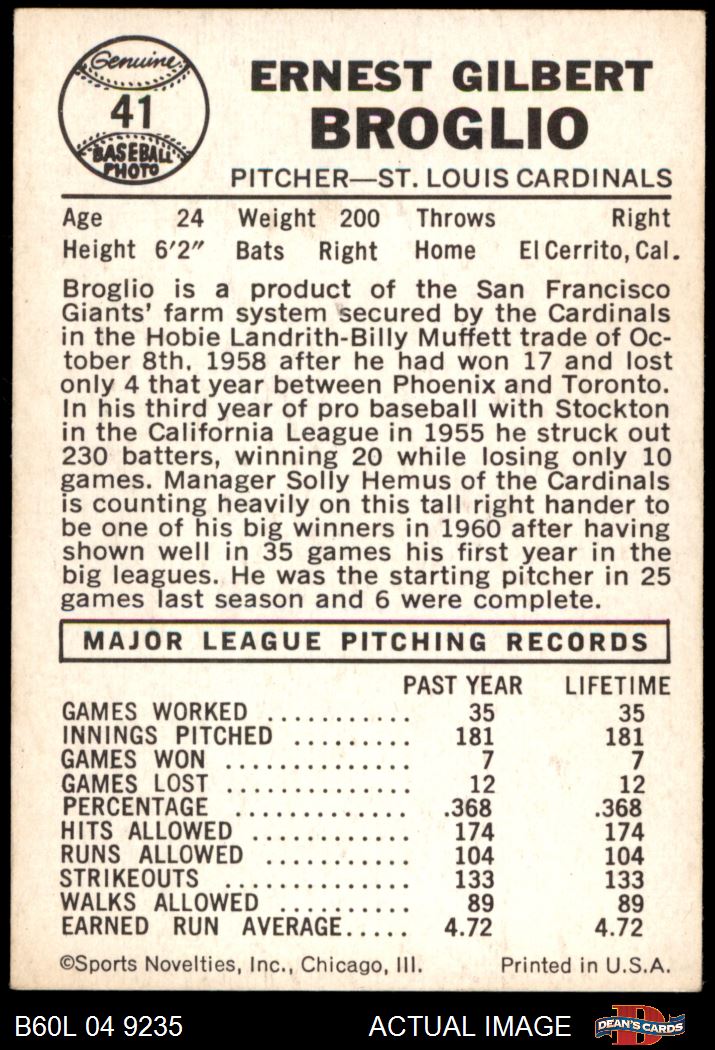 Genuine
41
BASEBALL
PHOTO
ERNEST GILBERT
BROGLIO
PITCHER—ST. LOUIS CARDINALS
Age 24 Weight 200 Throws Right
Height 6'2" Bats Right Home El Cerrito, Cal.
Broglio is a product of the San Francisco
Giants' farm system secured by the Cardinals
in the Hobie Landrith-Billy Muffett trade of Oc-
tober 8th, 1958 after he had won 17 and lost
only 4 that year between Phoenix and Toronto.
In his third year of pro baseball with Stockton
in the California League in 1955 he struck out
230 batters, winning 20 while losing only 10
games. Manager Solly Hemus of the Cardinals
is counting heavily on this tall right hander to
be one of his big winners in 1960 after having
shown well in 35 games his first year in the
big leagues. He was the starting pitcher in 25
games last season and 6 were complete.
MAJOR LEAGUE PITCHING RECORDS
PAST YEAR LIFETIME
GAMES WORKED ............ 35 35
INNINGS PITCHED .......... 181 181
GAMES WON ............... 7 7
GAMES LOST .............. 12 12
PERCENTAGE .............. .368 .368
HITS ALLOWED ............ 174 174
RUNS ALLOWED ........... 104 104
STRIKEOUTS .............. 133 133
WALKS ALLOWED .......... 89 89
EARNED RUN AVERAGE..... 4.72 4.72
©Sports Novelties, Inc., Chicago, Ill. Printed in U.S.A.
B60L 04 9235 ACTUAL IMAGE D DEAN'S CARDS